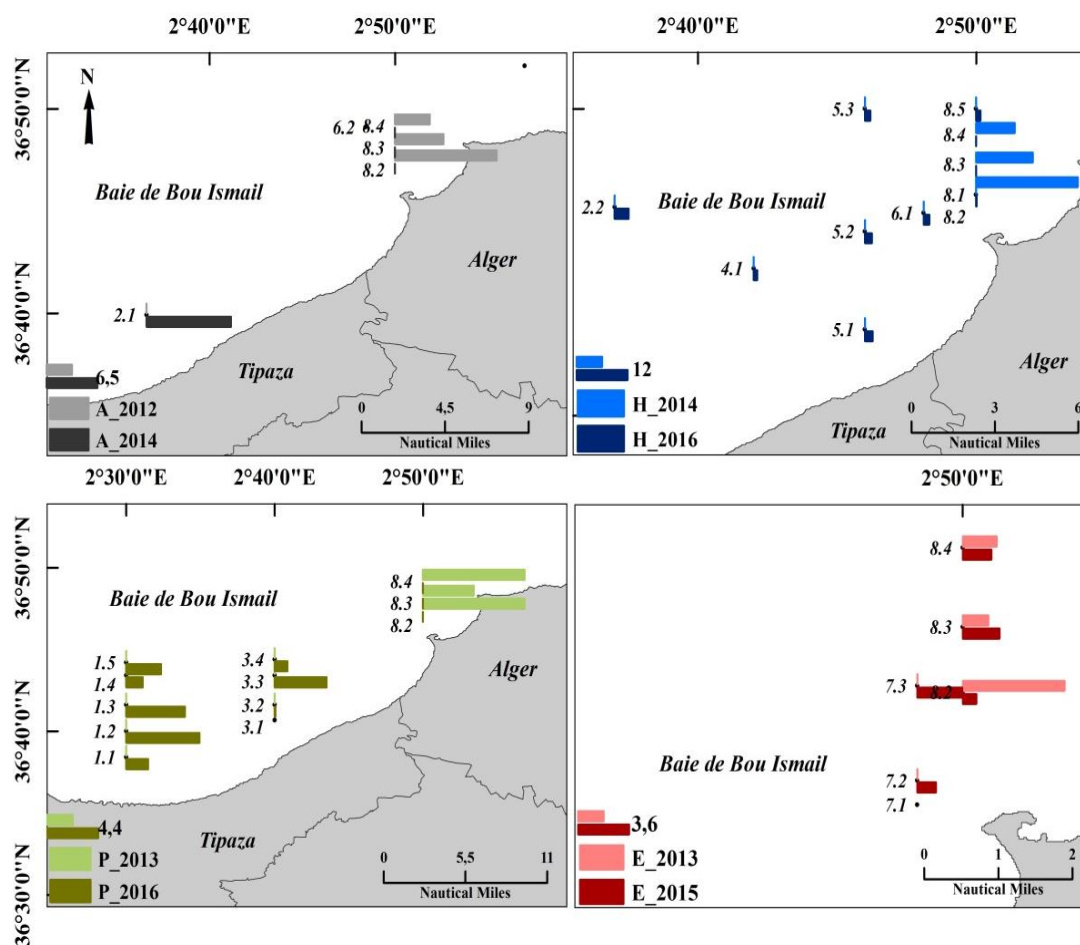 2°40'0"E 2°50'0"E
36°50'0"N
36°40'0"N
N
6.2 8.4
8.3
8.2
Baie de Bou Ismail
Alger
2.1
Tipaza
6,5
A_2012
A_2014
0 4,5 9
Nautical Miles
2°40'0"E 2°50'0"E
5.3
8.5
8.4
8.3
8.1
8.2
2.2
Baie de Bou Ismail
6.1
5.2
4.1
5.1
Alger
12
H_2014
H_2016
0 3 6
Nautical Miles
Tipaza
2°30'0"E 2°40'0"E 2°50'0"E
36°50'0"N
36°40'0"N
36°30'0"N
Baie de Bou Ismail
8.4
8.3
8.2
1.5
1.4
1.3
1.2
1.1
3.4
3.3
3.2
3.1
Alger
Tipaza
4,4
P_2013
P_2016
0 5,5 11
Nautical Miles
2°50'0"E
8.4
8.3
7.3 8.2
Baie de Bou Ismail
7.2
7.1
3,6
E_2013
E_2015
0 1 2
Nautical Miles